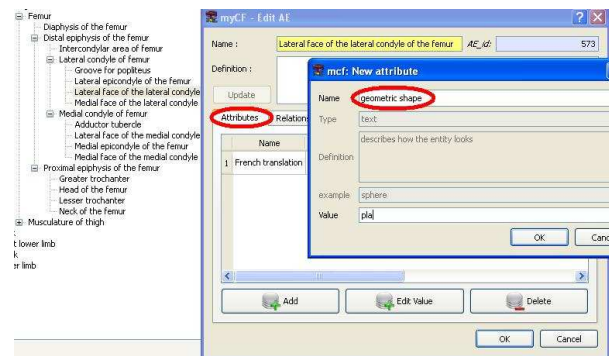 Femur
Diaphysis of the femur
Distal epiphysis of the femur
Intercondylar area of femur
Lateral condyle of femur
Groove for popliteus
Lateral epicondyle of the femur
Lateral face of the lateral condyle
Medial face of the lateral condyle
Medial condyle of femur
Adductor tubercle
Lateral face of the medial condyle
Medial epicondyle of the femur
Medial face of the medial condyle
Proximal epiphysis of the femur
Greater trochanter
Head of the femur
Lesser trochanter
Neck of the femur
Musculature of thigh
t lower limb
k
er limb
myCF - Edit AE
Name : Lateral face of the lateral condyle of the femur AE_id: 573
Definition :
Update
Attributes Relation
Name
1 French translation
Add Edit Value Delete
OK Cancel
mcf: New attribute
Name geometric shape
Type text
Definition describes how the entity looks
example sphere
Value pla
OK Canc